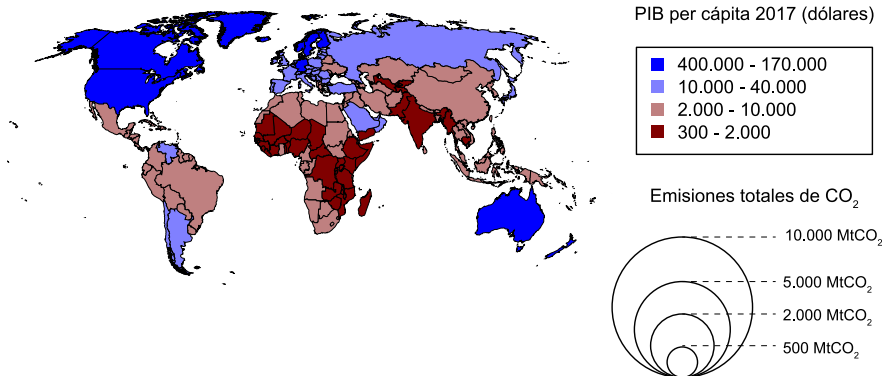 PIB per cápita 2017 (dólares)
400.000 - 170.000
10.000 - 40.000
2.000 - 10.000
300 - 2.000
Emisiones totales de CO₂
10.000 MtCO₂
5.000 MtCO₂
2.000 MtCO₂
500 MtCO₂